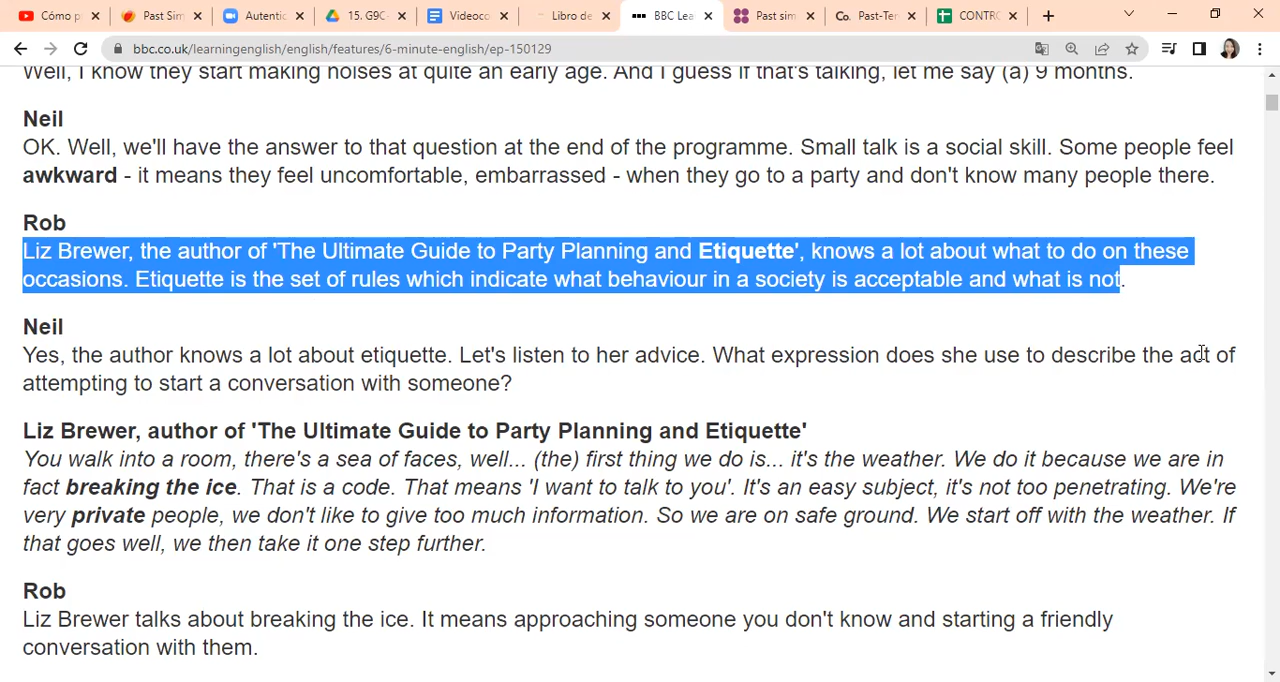 Cómo p
Past Sim
Autentic
15. G9C
Videoco
Libro de
BBC Lea
Past sim
Co. Past-Ter
CONTRO
bbc.co.uk/learningenglish/english/features/6-minute-english/ep-150129
Well, I know they start making noises at quite an early age. And I guess if that's talking, let me say (a) 9 months.
Neil
OK. Well, we'll have the answer to that question at the end of the programme. Small talk is a social skill. Some people feel
awkward - it means they feel uncomfortable, embarrassed - when they go to a party and don't know many people there.
Rob
Liz Brewer, the author of 'The Ultimate Guide to Party Planning and Etiquette', knows a lot about what to do on these
occasions. Etiquette is the set of rules which indicate what behaviour in a society is acceptable and what is not.
Neil
Yes, the author knows a lot about etiquette. Let's listen to her advice. What expression does she use to describe the act of
attempting to start a conversation with someone?
Liz Brewer, author of 'The Ultimate Guide to Party Planning and Etiquette'
You walk into a room, there's a sea of faces, well... (the) first thing we do is... it's the weather. We do it because we are in
fact breaking the ice. That is a code. That means 'I want to talk to you'. It's an easy subject, it's not too penetrating. We're
very private people, we don't like to give too much information. So we are on safe ground. We start off with the weather. If
that goes well, we then take it one step further.
Rob
Liz Brewer talks about breaking the ice. It means approaching someone you don't know and starting a friendly
conversation with them.